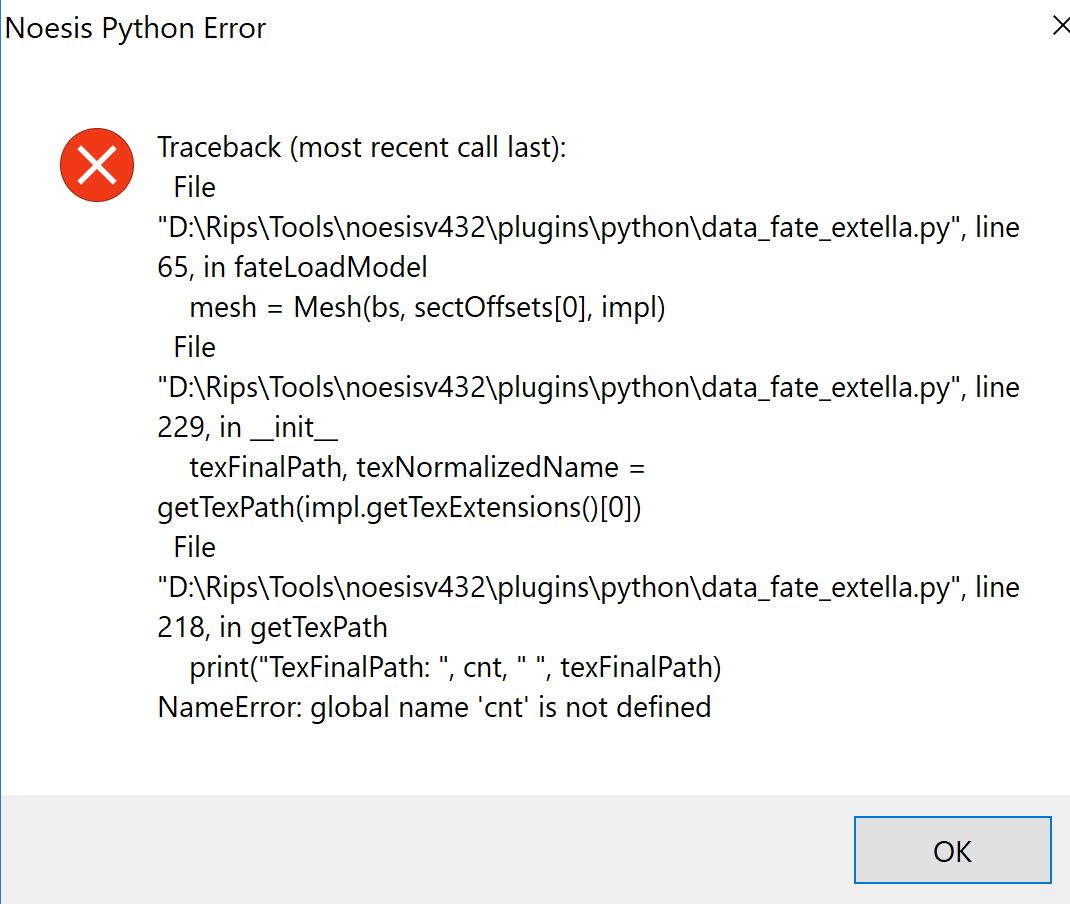 Noesis Python Error
Traceback (most recent call last):
File
"D:\Rips\Tools\noesisv432\plugins\python\data_fate_extella.py", line
65, in fateLoadModel
mesh = Mesh(bs, sectOffsets[0], impl)
File
"D:\Rips\Tools\noesisv432\plugins\python\data_fate_extella.py", line
229, in __init__
texFinalPath, texNormalizedName =
getTexPath(impl.getTexExtensions()[0])
File
"D:\Rips\Tools\noesisv432\plugins\python\data_fate_extella.py", line
218, in getTexPath
print("TexFinalPath: ", cnt, " ", texFinalPath)
NameError: global name 'cnt' is not defined
OK